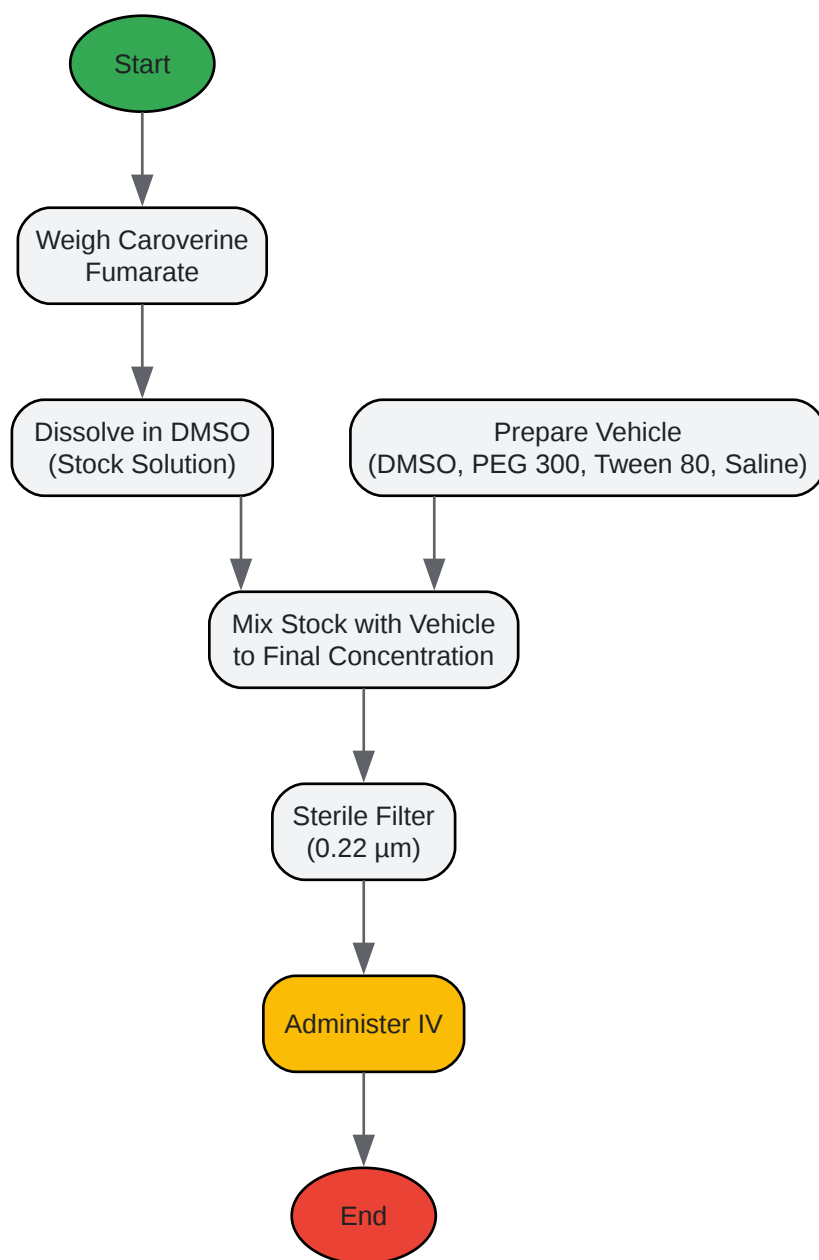 Start
Weigh Caroverine
Fumarate
Dissolve in DMSO
(Stock Solution)
Prepare Vehicle
(DMSO, PEG 300, Tween 80, Saline)
Mix Stock with Vehicle
to Final Concentration
Sterile Filter
(0.22 µm)
Administer IV
End